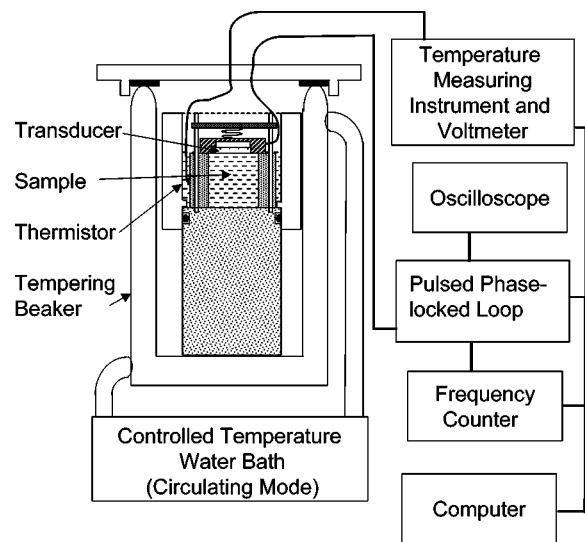 Temperature
Measuring
Instrument and
Voltmeter
Transducer
Sample
Thermistor
Tempering
Beaker
Oscilloscope
Pulsed Phase-
locked Loop
Frequency
Counter
Controlled Temperature
Water Bath
(Circulating Mode)
Computer